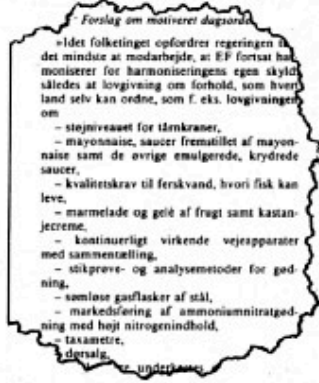 Forslag om motiveret dagsorden
»Idet folketinget opfordrer regeringen til
det mindste at modarbejde, at EF fortsat har-
moniserer for harmoniseringens egen skyld,
således at lovgivning om forhold, som hvert
land selv kan ordne, som f. eks. lovgivningen
om
– støjniveauet for tårnkraner,
– mayonnaise, saucer fremstillet af mayon-
naise samt de øvrige emulgerede, krydrede
saucer,
– kvalitetskrav til ferskvand, hvori fisk kan
leve,
– marmelade og gelé af frugt samt kastan-
jecreme,
– kontinuerligt virkende vejeapparater
med sammentælling,
– stikprøve- og analysemetoder for gød-
ning,
– sømløse gasflasker af stål,
– markedsføring af ammoniumnitratgød-
ning med højt nitrogenindhold,
– taxametre,
– dørsalg,
underkastes